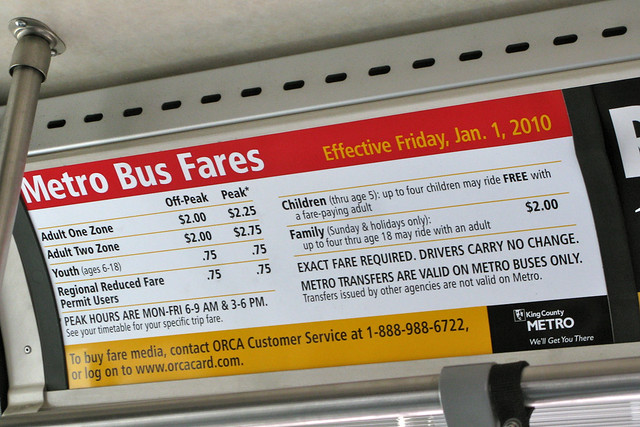 Metro Bus Fares
Effective Friday, Jan. 1, 2010
Off-Peak Peak*
Adult One Zone $2.00 $2.25
Adult Two Zone $2.00 $2.75
Youth (ages 6-18) .75 .75
Regional Reduced Fare
Permit Users .75 .75
PEAK HOURS ARE MON-FRI 6-9 AM & 3-6 PM.
See your timetable for your specific trip fare.
Children (thru age 5): up to four children may ride FREE with
a fare-paying adult
Family (Sunday & holidays only): $2.00
up to four thru age 18 may ride with an adult
EXACT FARE REQUIRED. DRIVERS CARRY NO CHANGE.
METRO TRANSFERS ARE VALID ON METRO BUSES ONLY.
Transfers issued by other agencies are not valid on Metro.
To buy fare media, contact ORCA Customer Service at 1-888-988-6722,
or log on to www.orcacard.com.
King County
METRO
We'll Get You There